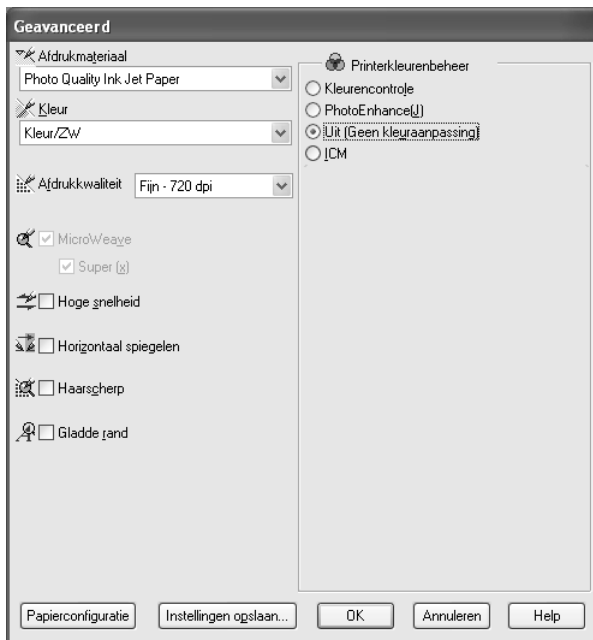 Geavanceerd
Afdrukmateriaal
Photo Quality Ink Jet Paper
Kleur
Kleur/ZW
Afdrukkwaliteit
Fijn - 720 dpi
MicroWeave
Super (x)
Hoge snelheid
Horizontaal spiegelen
Haarscherp
Gladde rand
Printerkleurenbeheer
Kleurencontrole
PhotoEnhance(J)
Uit (Geen kleuraanpassing)
ICM
Papierconfiguratie
Instellingen opslaan...
OK
Annuleren
Help